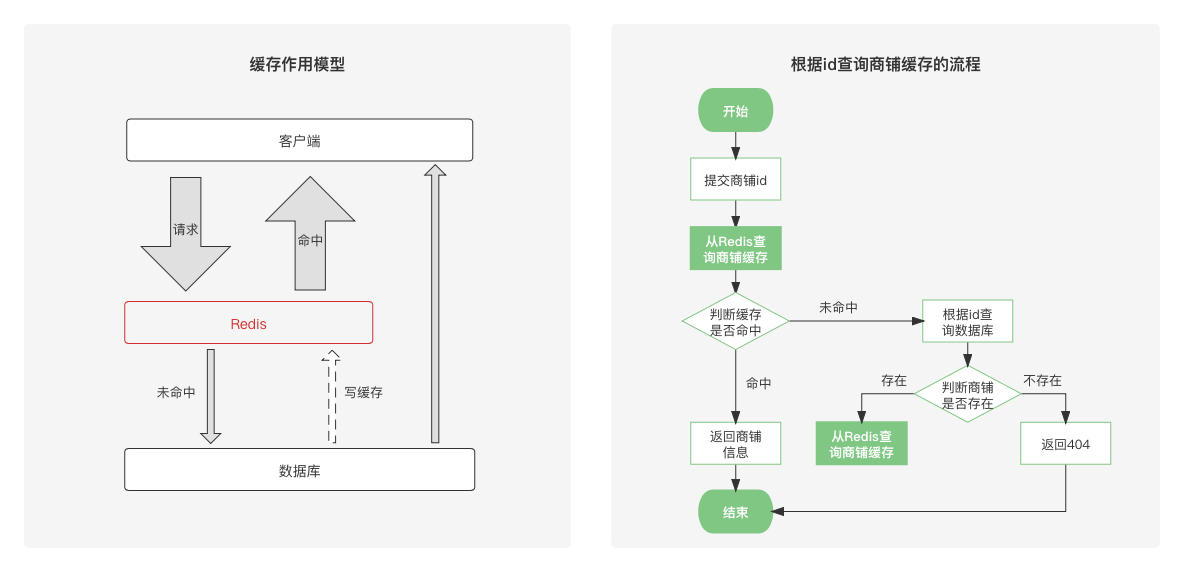 缓存作用模型
客户端
请求
命中
Redis
未命中
写缓存
数据库
根据id查询商铺缓存的流程
开始
提交商铺id
从Redis查
询商铺缓存
判断缓存
是否命中
未命中
根据id查
询数据库
命中
存在
判断商铺
是否存在
不存在
返回商铺
信息
从Redis查
询商铺缓存
返回404
结束